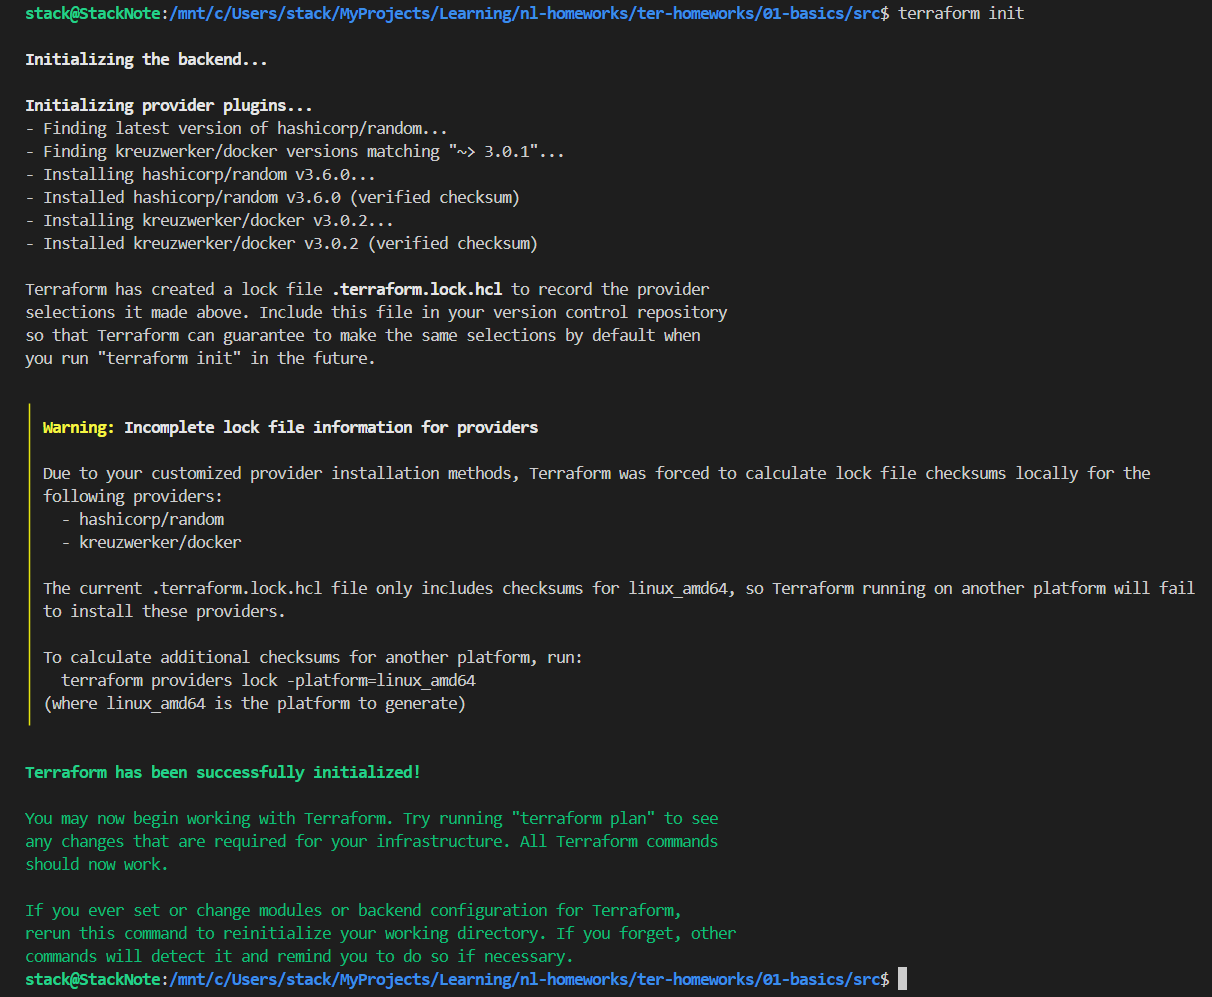 stack@StackNote:/mnt/c/Users/stack/MyProjects/Learning/nl-homeworks/ter-homeworks/01-basics/src$ terraform init
Initializing the backend...
Initializing provider plugins...
- Finding latest version of hashicorp/random...
- Finding kreuzwerker/docker versions matching "~> 3.0.1"...
- Installing hashicorp/random v3.6.0...
- Installed hashicorp/random v3.6.0 (verified checksum)
- Installing kreuzwerker/docker v3.0.2...
- Installed kreuzwerker/docker v3.0.2 (verified checksum)
Terraform has created a lock file .terraform.lock.hcl to record the provider
selections it made above. Include this file in your version control repository
so that Terraform can guarantee to make the same selections by default when
you run "terraform init" in the future.
Warning: Incomplete lock file information for providers
Due to your customized provider installation methods, Terraform was forced to calculate lock file checksums locally for the
following providers:
- hashicorp/random
- kreuzwerker/docker
The current .terraform.lock.hcl file only includes checksums for linux_amd64, so Terraform running on another platform will fail
to install these providers.
To calculate additional checksums for another platform, run:
terraform providers lock -platform=linux_amd64
(where linux_amd64 is the platform to generate)
Terraform has been successfully initialized!
You may now begin working with Terraform. Try running "terraform plan" to see
any changes that are required for your infrastructure. All Terraform commands
should now work.
If you ever set or change modules or backend configuration for Terraform,
rerun this command to reinitialize your working directory. If you forget, other
commands will detect it and remind you to do so if necessary.
stack@StackNote:/mnt/c/Users/stack/MyProjects/Learning/nl-homeworks/ter-homeworks/01-basics/src$